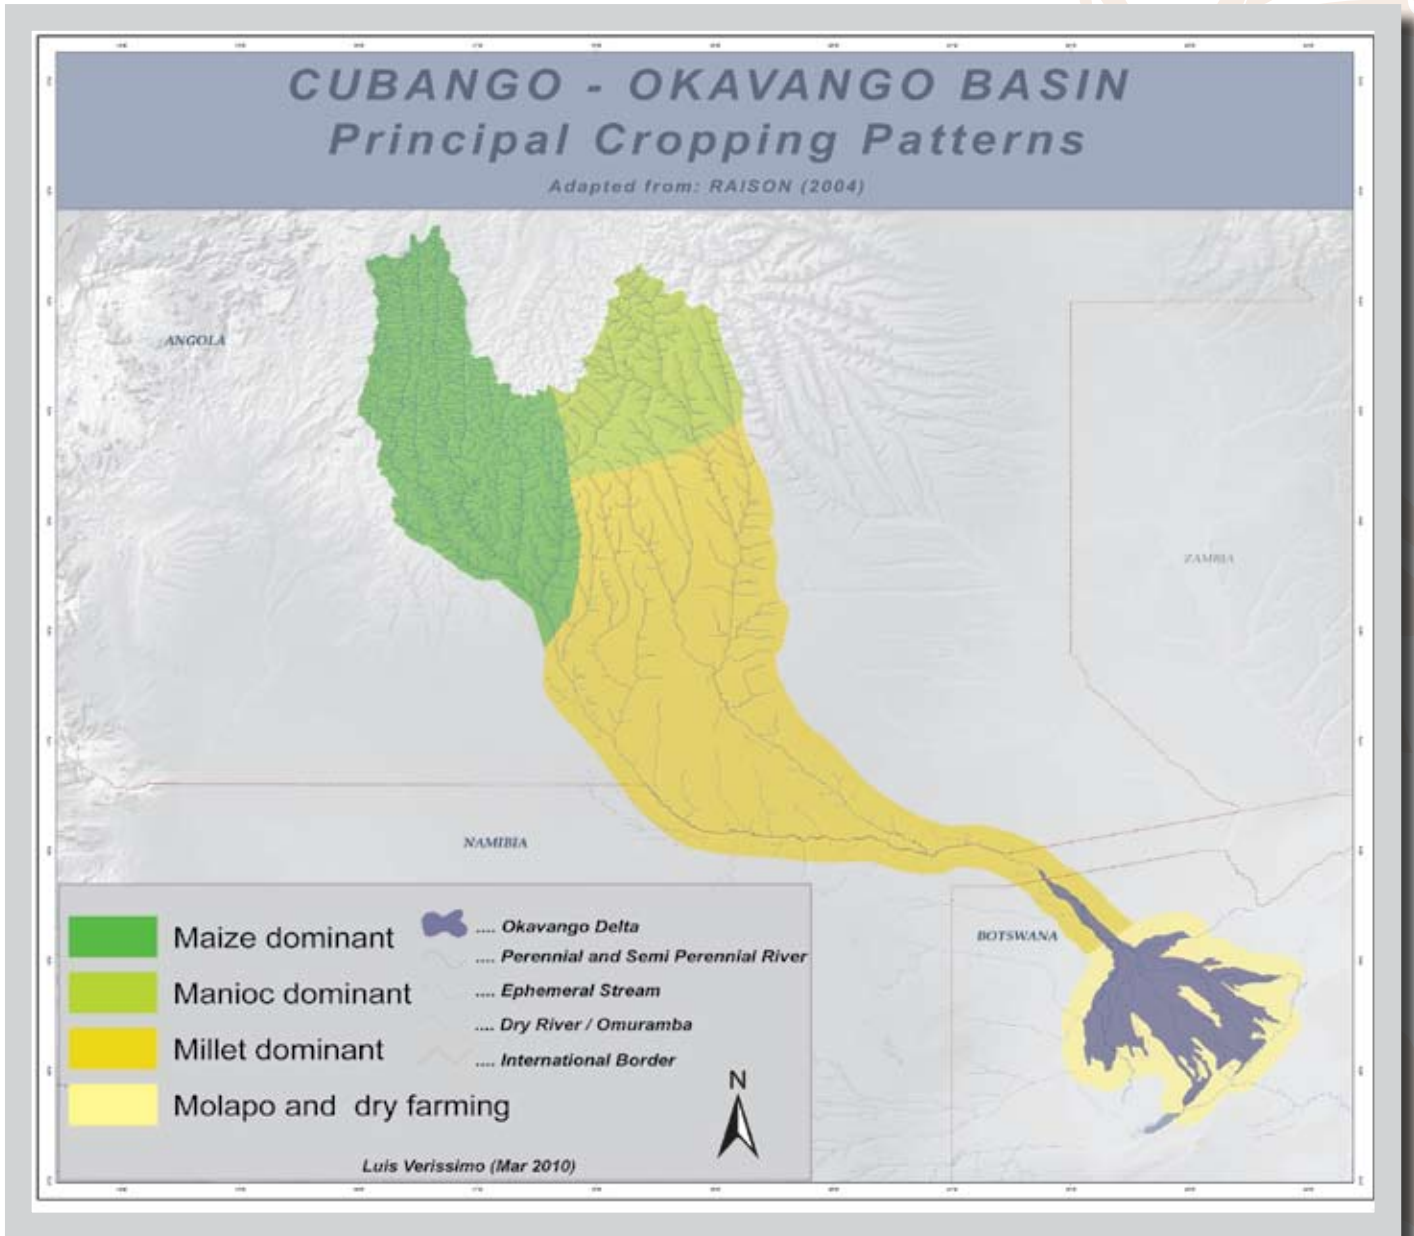 CUBANGO - OKAVANGO BASIN
Principal Cropping Patterns
Adapted from: RAISON (2004)
ANGOLA
ZAMBIA
NAMIBIA
BOTSWANA
Maize dominant
Manioc dominant
Millet dominant
Molapo and dry farming
.... Okavango Delta
.... Perennial and Semi Perennial River
.... Ephemeral Stream
.... Dry River / Omuramba
.... International Border
N
Luis Verissimo (Mar 2010)